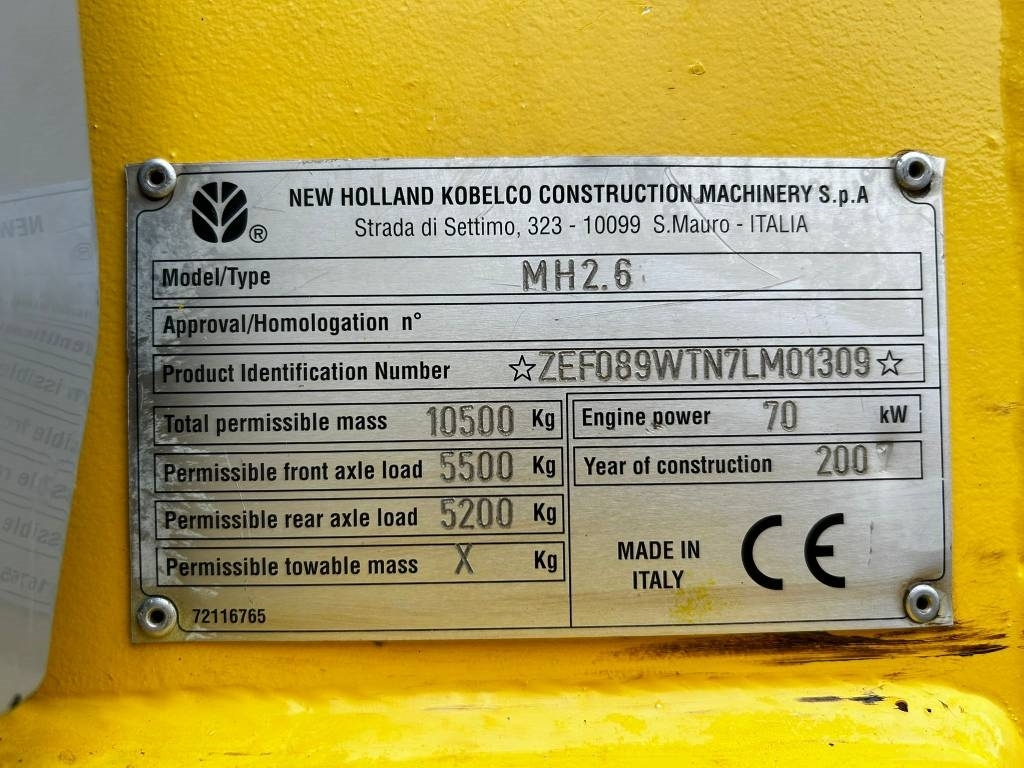 NEW HOLLAND KOBELCO CONSTRUCTION MACHINERY S.p.A
®
Strada di Settimo, 323 - 10099 S.Mauro - ITALIA
Model/Type MH2.6
Approval/Homologation n°
Product Identification Number ☆ZEF089WTN7LM01309☆
Total permissible mass 10500 Kg
Engine power 70 kW
Permissible front axle load 5500 Kg
Year of construction 2007
Permissible rear axle load 5200 Kg
Permissible towable mass X Kg
MADE IN
ITALY
CE
72116765